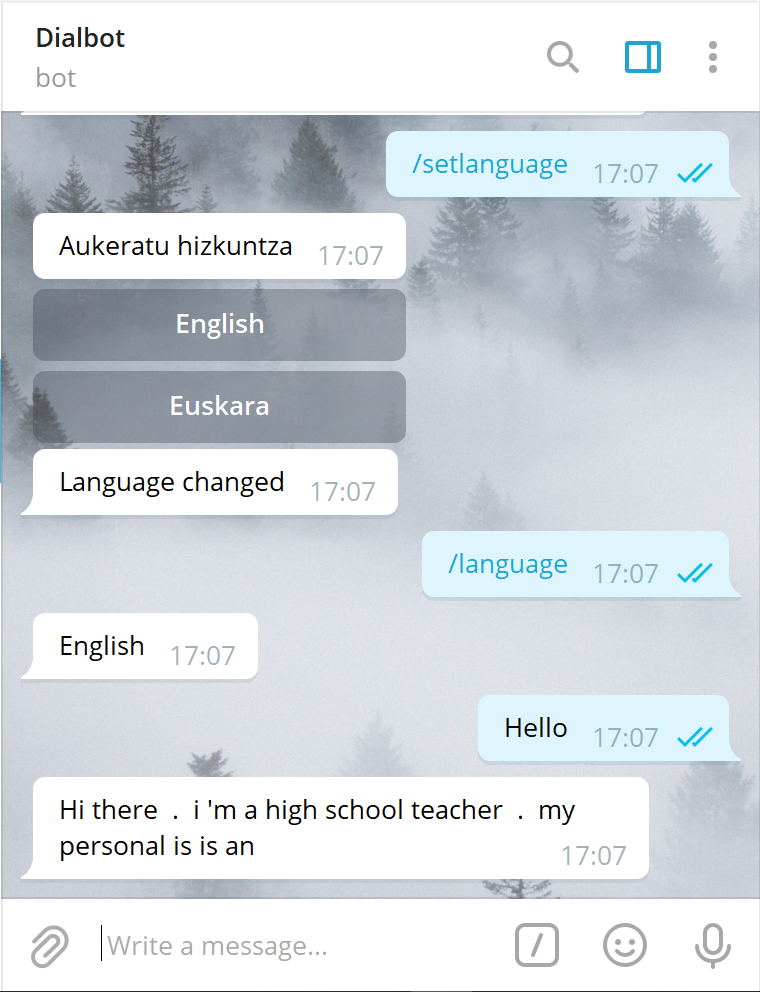 Dialbot
bot
/setlanguage 17:07
Aukeratu hizkuntza 17:07
English
Euskara
Language changed 17:07
/language 17:07
English 17:07
Hello 17:07
Hi there . i 'm a high school teacher . my
personal is is an 17:07
Write a message...